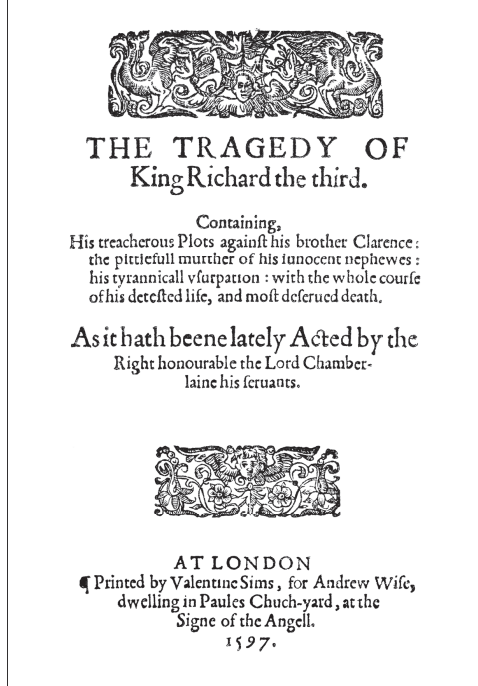 THE TRAGEDY OF
King Richard the third.
Containing,
His treacherous Plots againſt his brother Clarence:
the pittiefull murther of his iunocent nephewes:
his tyrannicall vſurpation: with the whole courſe
of his deteſted life, and moſt deſerued death.
As it hath beene lately Acted by the
Right honourable the Lord Chamber-
laine his ſeruants.
AT LONDON
¶ Printed by Valentine Sims, for Andrew Wiſe,
dwelling in Paules Chuch-yard, at the
Signe of the Angell.
1597.